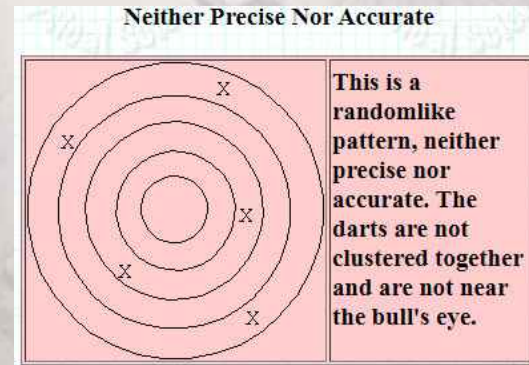 Neither Precise Nor Accurate
X
X
X
X
X
This is a
randomlike
pattern, neither
precise nor
accurate. The
darts are not
clustered together
and are not near
the bull's eye.